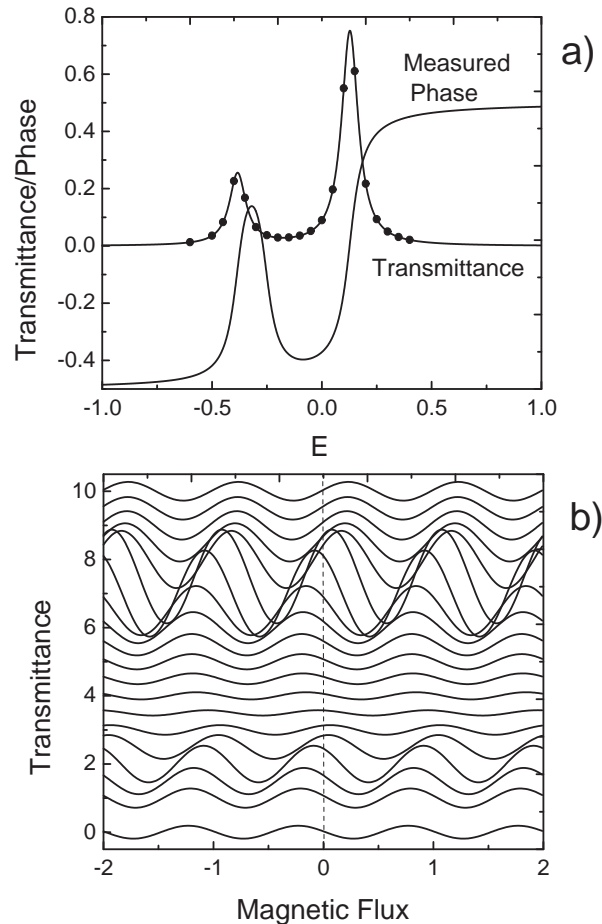 a)
0.8
0.6
0.4
0.2
0.0
-0.2
-0.4
Transmittance/Phase
Measured
Phase
Transmittance
-1.0 -0.5 0.0 0.5 1.0
E
b)
10
8
6
4
2
0
Transmittance
-2 -1 0 1 2
Magnetic Flux